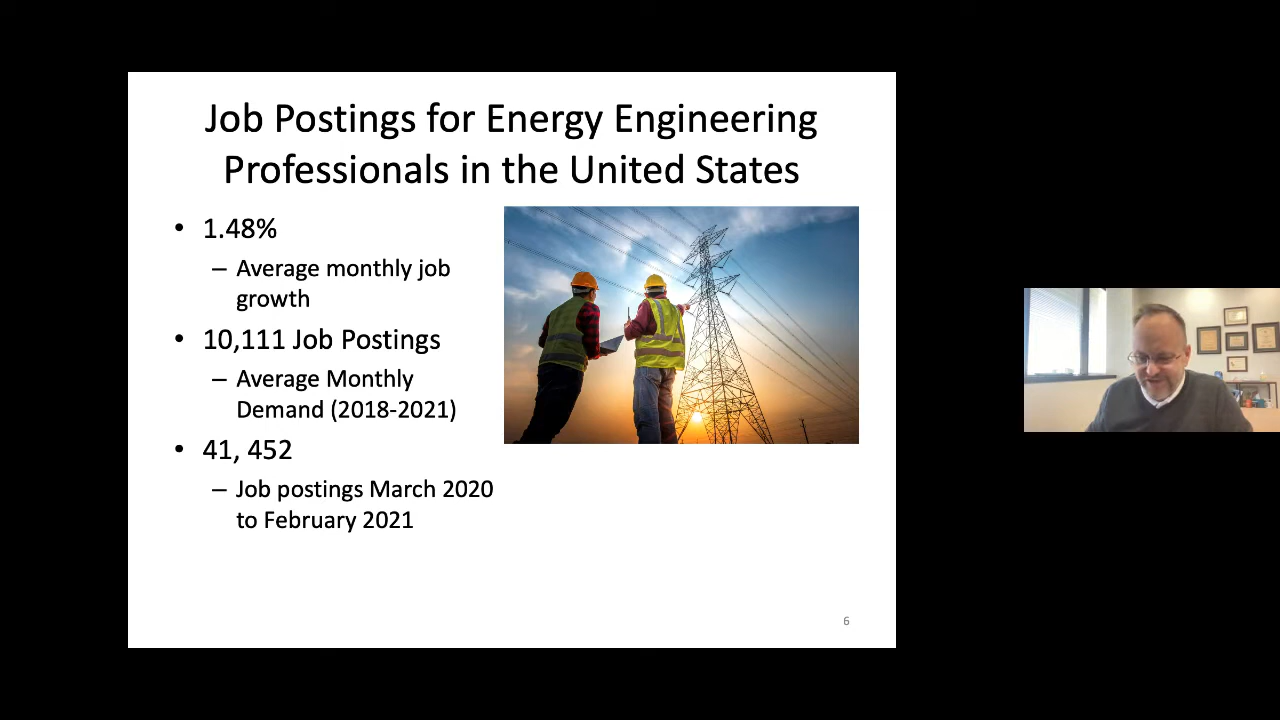 Job Postings for Energy Engineering
Professionals in the United States
• 1.48%
– Average monthly job
growth
• 10,111 Job Postings
– Average Monthly
Demand (2018-2021)
• 41, 452
– Job postings March 2020
to February 2021
6